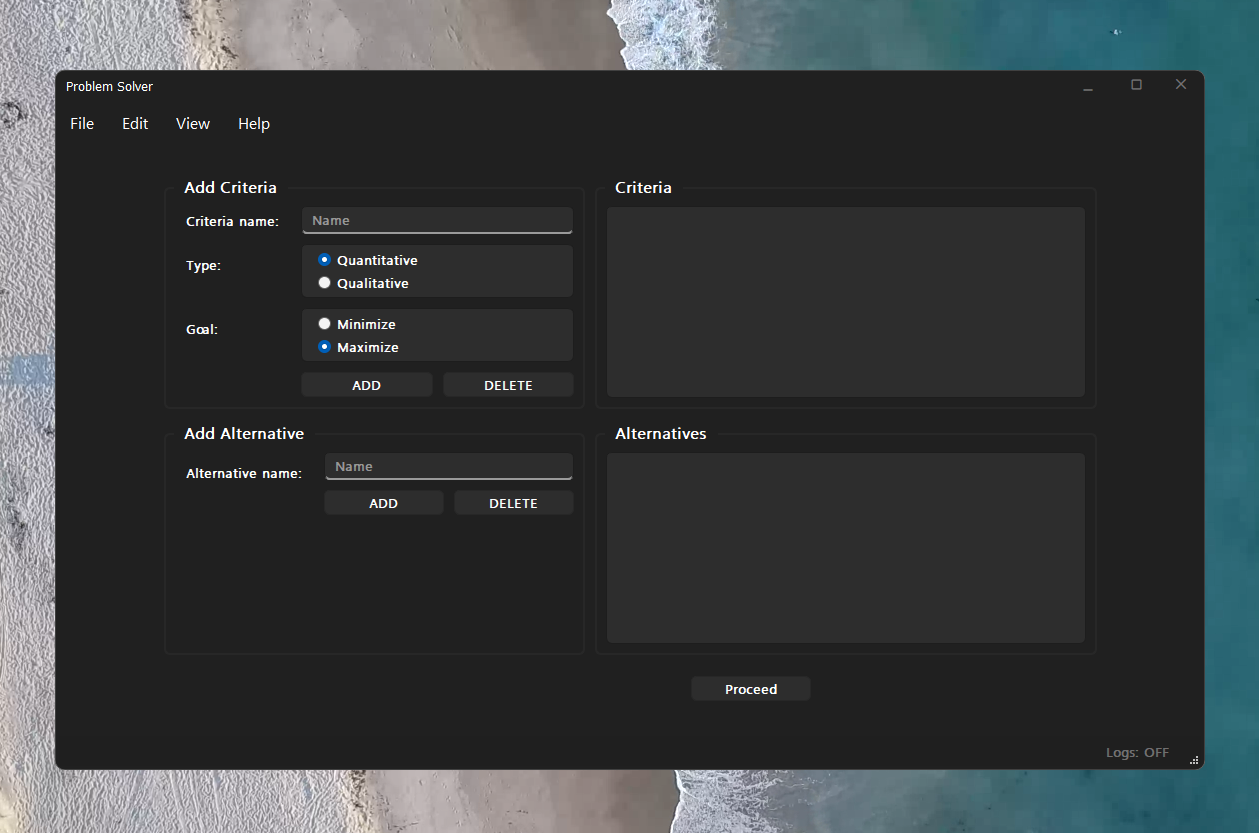 Problem Solver
File Edit View Help
Add Criteria
Criteria name: Name
Type: Quantitative
Qualitative
Goal: Minimize
Maximize
ADD DELETE
Criteria
Add Alternative
Alternative name: Name
ADD DELETE
Alternatives
Proceed
Logs: OFF